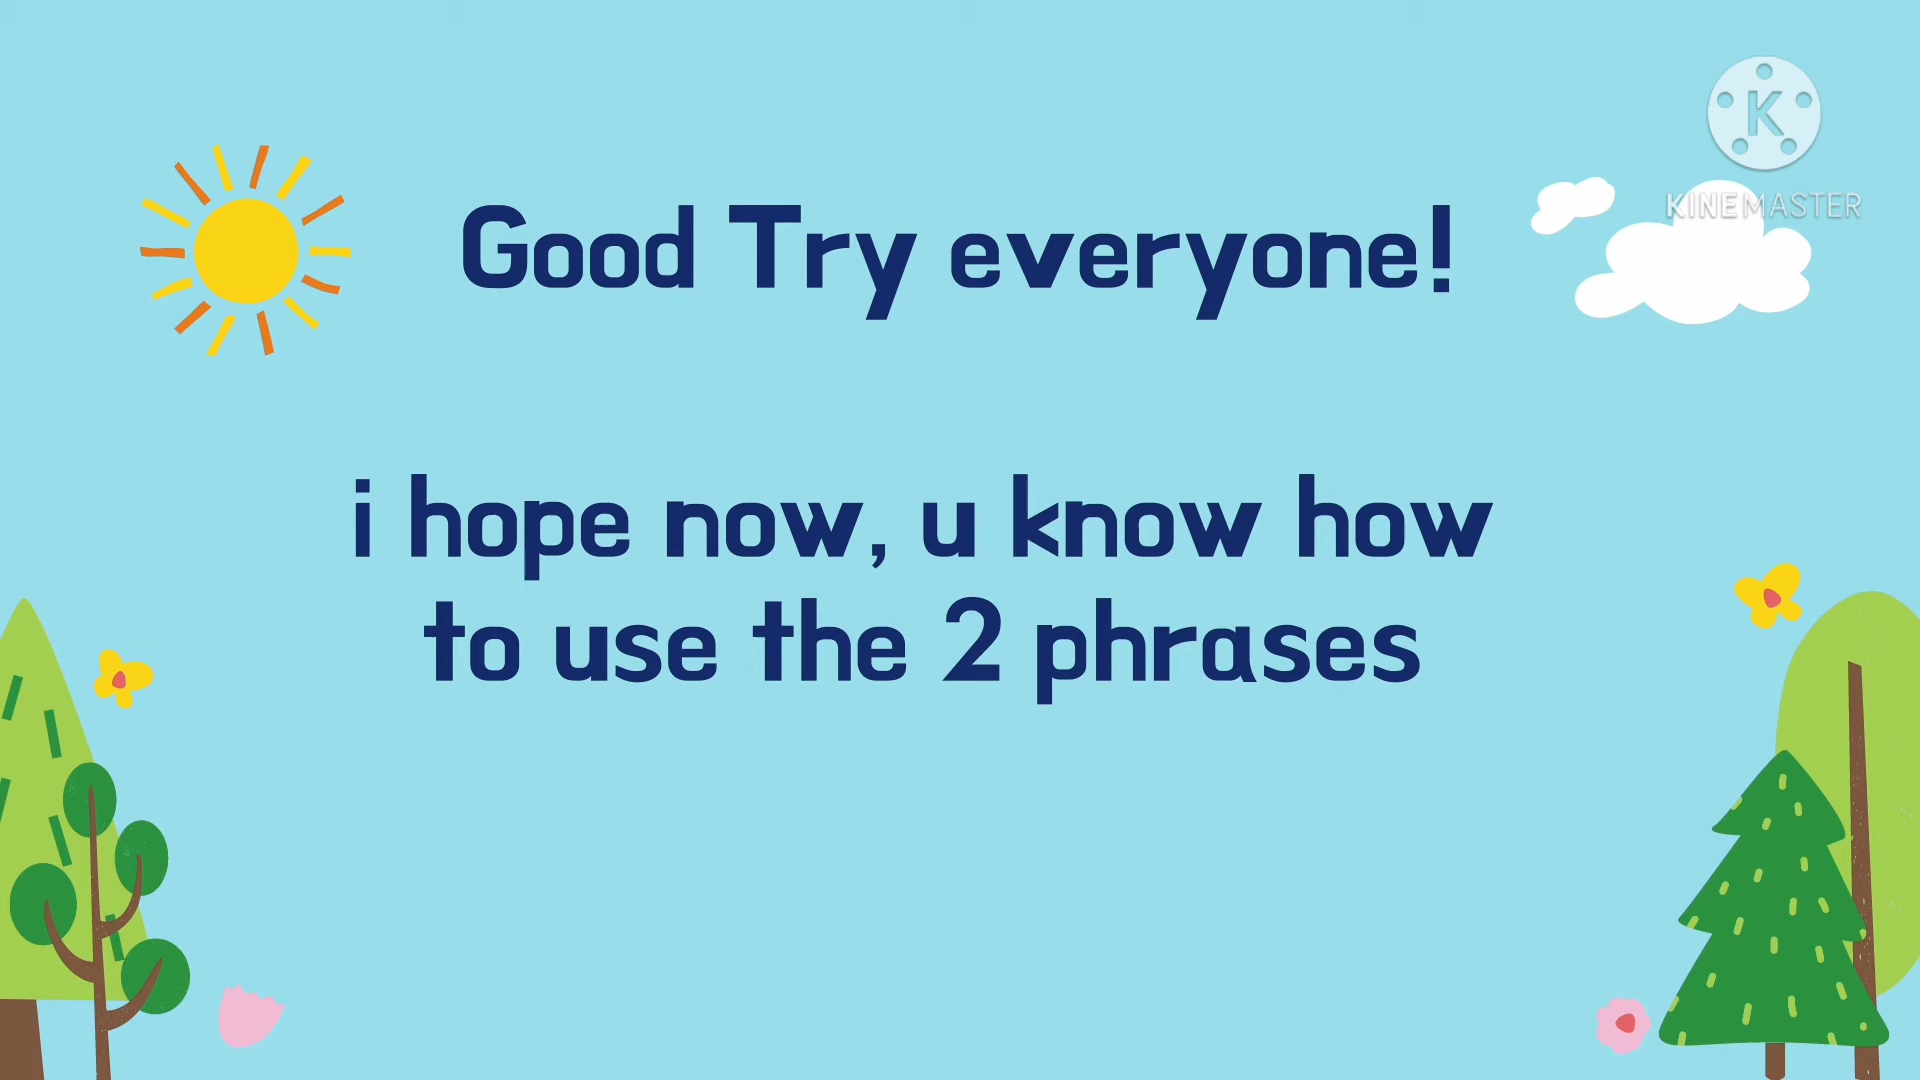 K
KINEMASTER
Good Try everyone!
i hope now, u know how
to use the 2 phrases